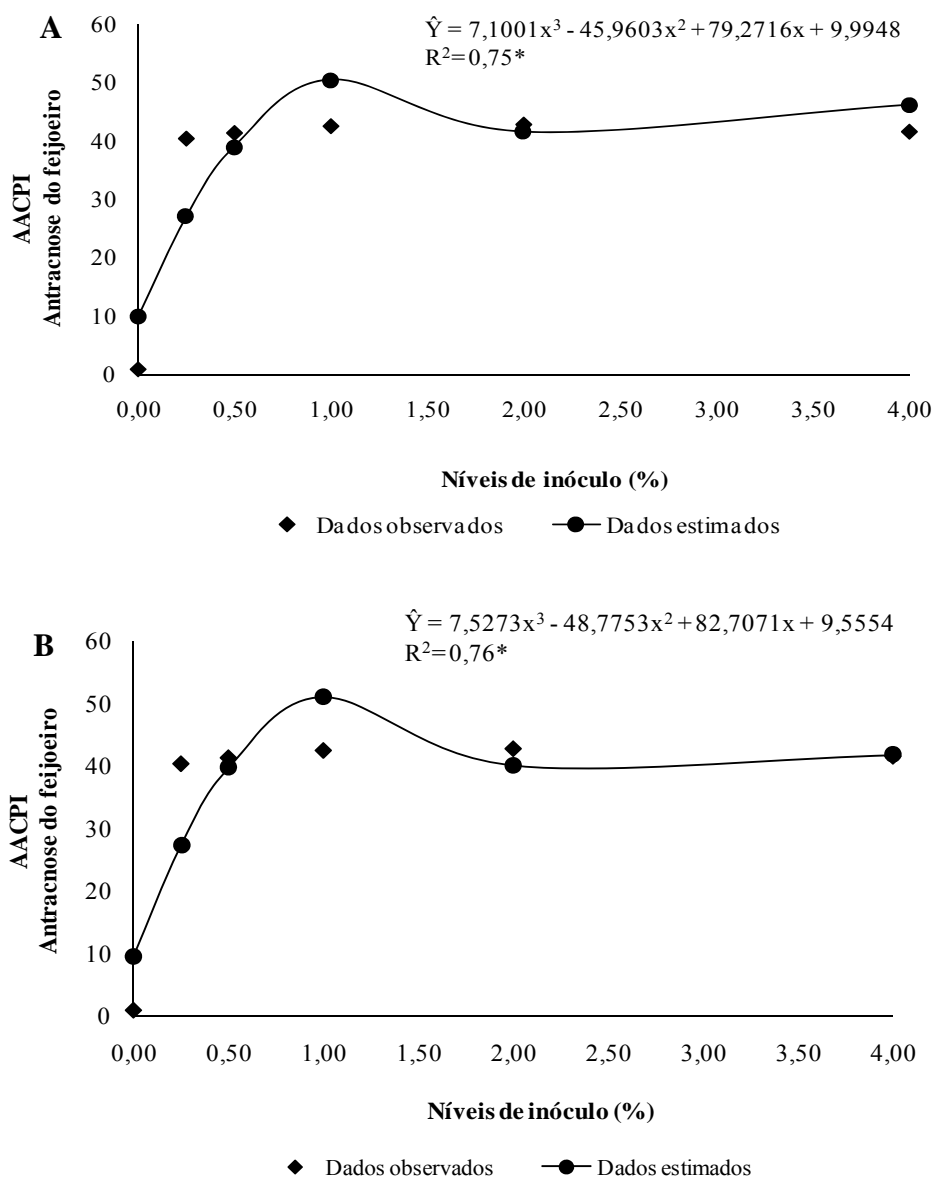 A
Ŷ = 7,1001x³ - 45,9603x² + 79,2716x + 9,9948
R² = 0,75*
AACPI
Antracnose do feijoeiro
60
50
40
30
20
10
0
0,00 0,50 1,00 1,50 2,00 2,50 3,00 3,50 4,00
Níveis de inóculo (%)
Dados observados Dados estimados
B
Ŷ = 7,5273x³ - 48,7753x² + 82,7071x + 9,5554
R² = 0,76*
AACPI
Antracnose do feijoeiro
60
50
40
30
20
10
0
0,00 0,50 1,00 1,50 2,00 2,50 3,00 3,50 4,00
Níveis de inóculo (%)
Dados observados Dados estimados